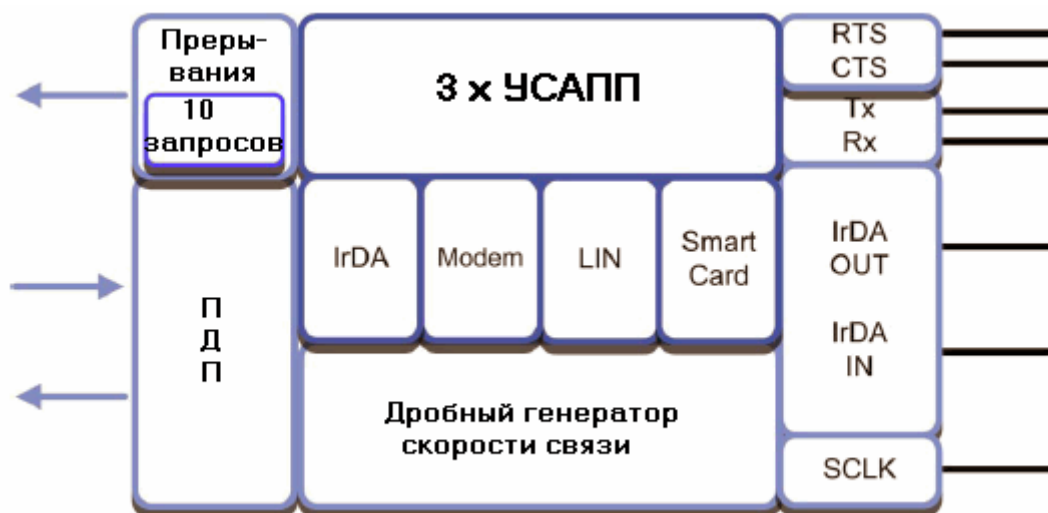 Преры-
вания
10
запросов
3 x УСАПП
RTS
CTS
Tx
Rx
П
Д
П
IrDA
Modem
LIN
Smart
Card
IrDA
OUT
IrDA
IN
Дробный генератор
скорости связи
SCLK